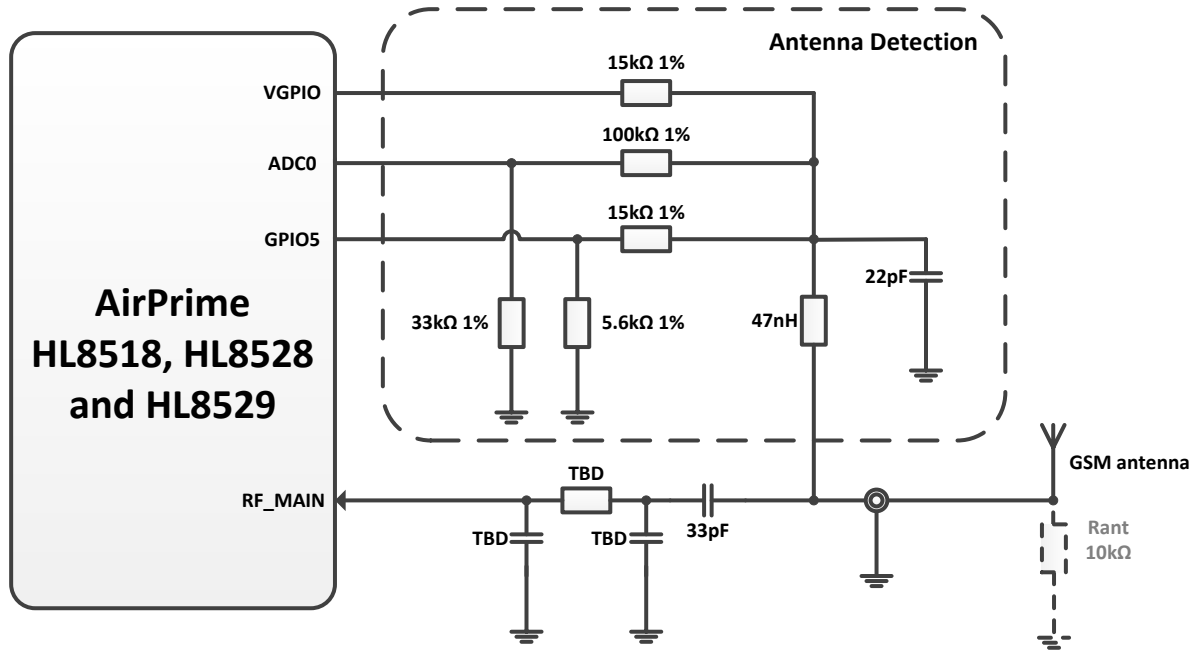 Antenna Detection
15kΩ 1%
VGPIO
100kΩ 1%
ADC0
15kΩ 1%
GPIO5
22pF
AirPrime
HL8518, HL8528
and HL8529
33kΩ 1%
5.6kΩ 1%
47nH
GSM antenna
TBD
RF_MAIN
33pF
TBD
TBD
Rant
10kΩ